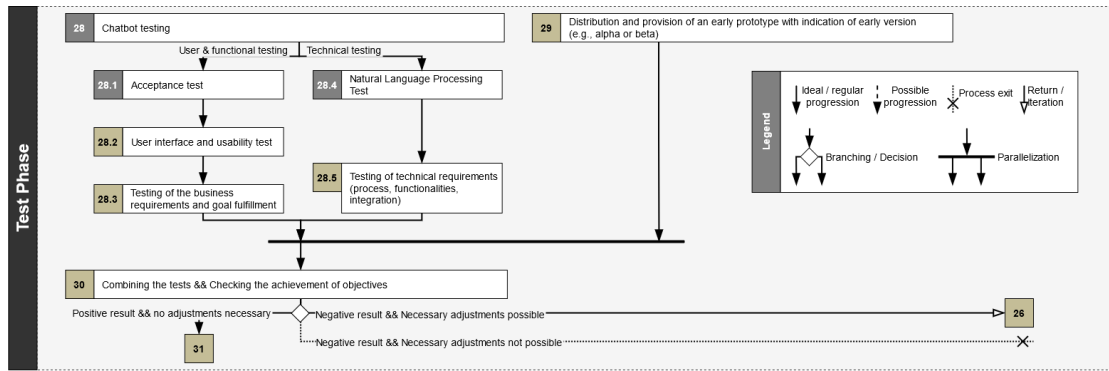 Test Phase
28
Chatbot testing
29
Distribution and provision of an early prototype with indication of early version
(e.g., alpha or beta)
User & functional testing
Technical testing
28.1
Acceptance test
28.4
Natural Language Processing
Test
28.2
User interface and usability test
28.3
Testing of the business
requirements and goal fulfillment
28.5
Testing of technical requirements
(process, functionalities,
integration)
Legend
Ideal / regular
progression
Possible
progression
Process exit
Return /
Iteration
Branching / Decision
Parallelization
30
Combining the tests && Checking the achievement of objectives
Positive result && no adjustments necessary
Negative result && Necessary adjustments possible
26
31
Negative result && Necessary adjustments not possible